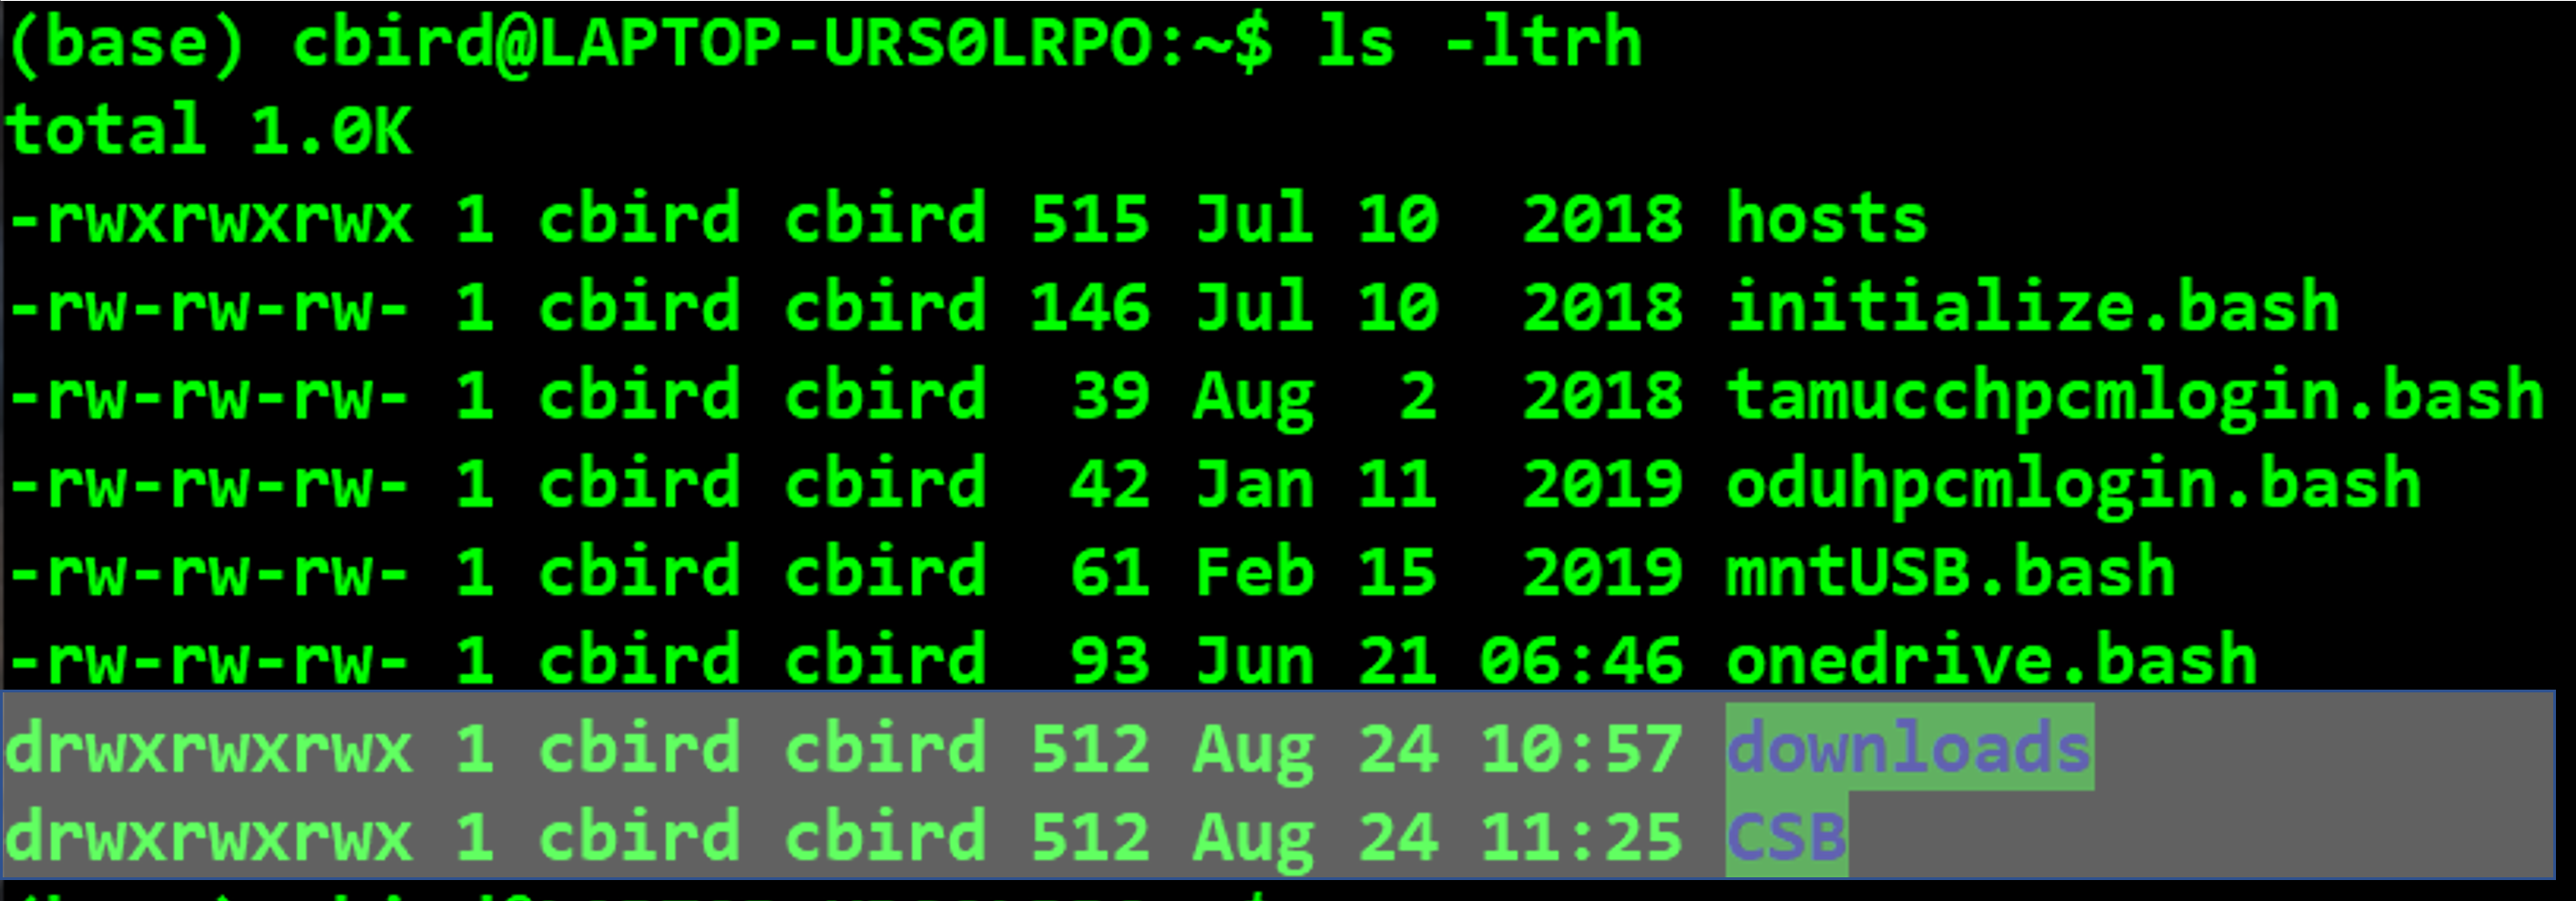 (base) cbird@LAPTOP-URS0LRPO:~$ ls -ltrh
total 1.0K
-rwxrwxrwx 1 cbird cbird 515 Jul 10  2018 hosts
-rw-rw-rw- 1 cbird cbird 146 Jul 10  2018 initialize.bash
-rw-rw-rw- 1 cbird cbird  39 Aug  2  2018 tamucchpcmlogin.bash
-rw-rw-rw- 1 cbird cbird  42 Jan 11  2019 oduhpcmlogin.bash
-rw-rw-rw- 1 cbird cbird  61 Feb 15  2019 mntUSB.bash
-rw-rw-rw- 1 cbird cbird  93 Jun 21 06:46 onedrive.bash
drwxrwxrwx 1 cbird cbird 512 Aug 24 10:57 downloads
drwxrwxrwx 1 cbird cbird 512 Aug 24 11:25 CSB